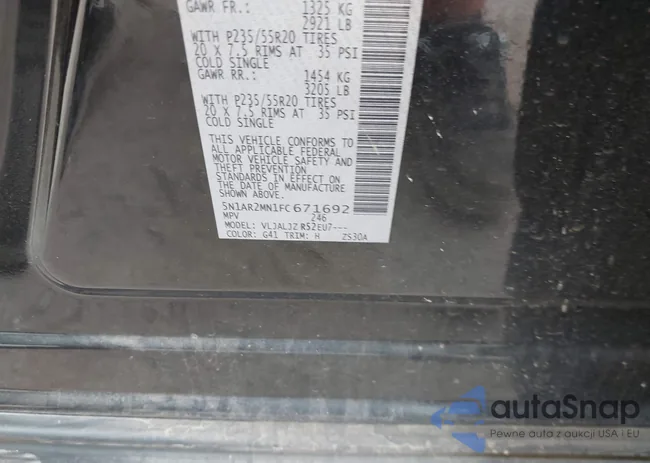 GAWR FR.: 1325 KG
2921 LB
WITH P235/55R20 TIRES
20 X 7.5 RIMS AT 35 PSI
COLD SINGLE
GAWR RR.: 1454 KG
3205 LB
WITH P235/55R20 TIRES
20 X 7.5 RIMS AT 35 PSI
COLD SINGLE
THIS VEHICLE CONFORMS TO
ALL APPLICABLE FEDERAL
MOTOR VEHICLE SAFETY AND
THEFT PREVENTION
STANDARDS IN EFFECT ON
THE DATE OF MANUFACTURE
SHOWN ABOVE.
5N1AR2MN1FC671692
MPV 246
MODEL: VLJALJZ R52EU7---
COLOR: G41 TRIM: H ZS30A
autaSnap
Pewne auta z aukcji USA i EU